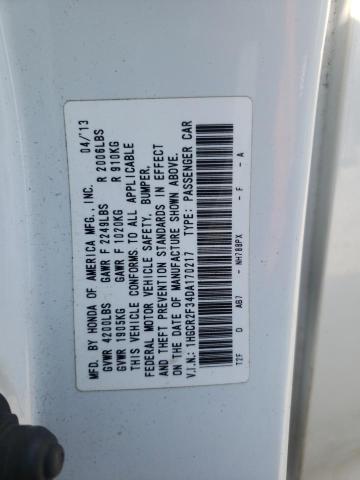 MFD. BY HONDA OF AMERICA MFG., INC. 04/13
GVWR 4200LBS GAWR F 2249LBS R 2006LBS
GVWR 1905KG GAWR F 1020KG R 910KG
THIS VEHICLE CONFORMS TO ALL APPLICABLE
FEDERAL MOTOR VEHICLE SAFETY, BUMPER,
AND THEFT PREVENTION STANDARDS IN EFFECT
ON THE DATE OF MANUFACTURE SHOWN ABOVE.
V.I.N.: 1HGCR2F34DA170217 TYPE: PASSENGER CAR
T2F D AB7 - NH788PX - F - A